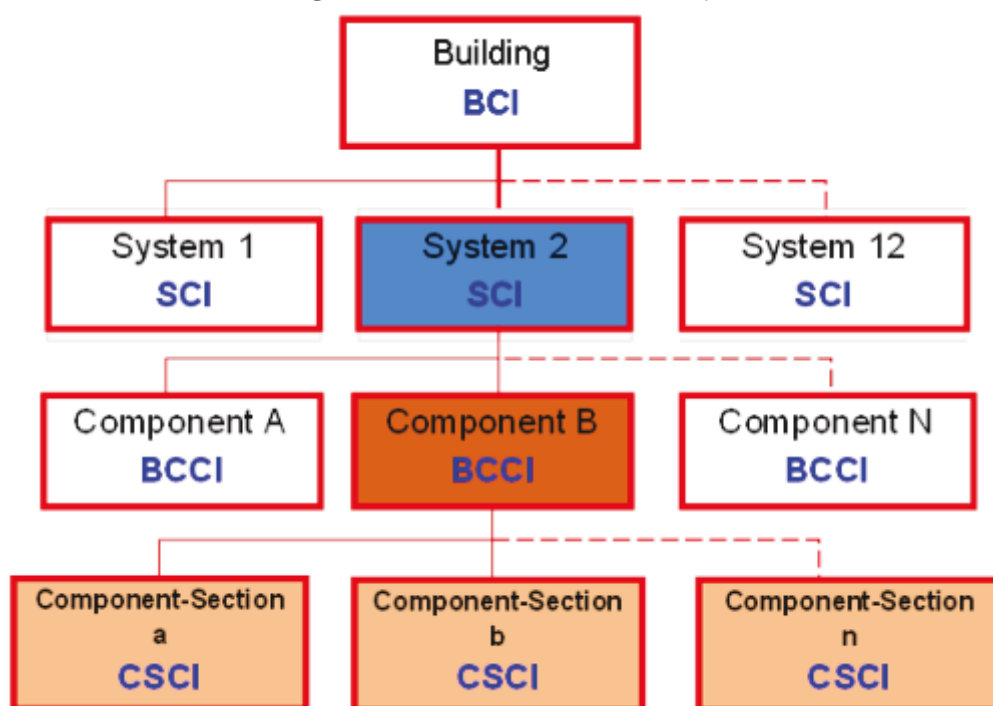 Building
BCI
System 1
SCI
System 2
SCI
System 12
SCI
Component A
BCCI
Component B
BCCI
Component N
BCCI
Component-Section
a
CSCI
Component-Section
b
CSCI
Component-Section
n
CSCI